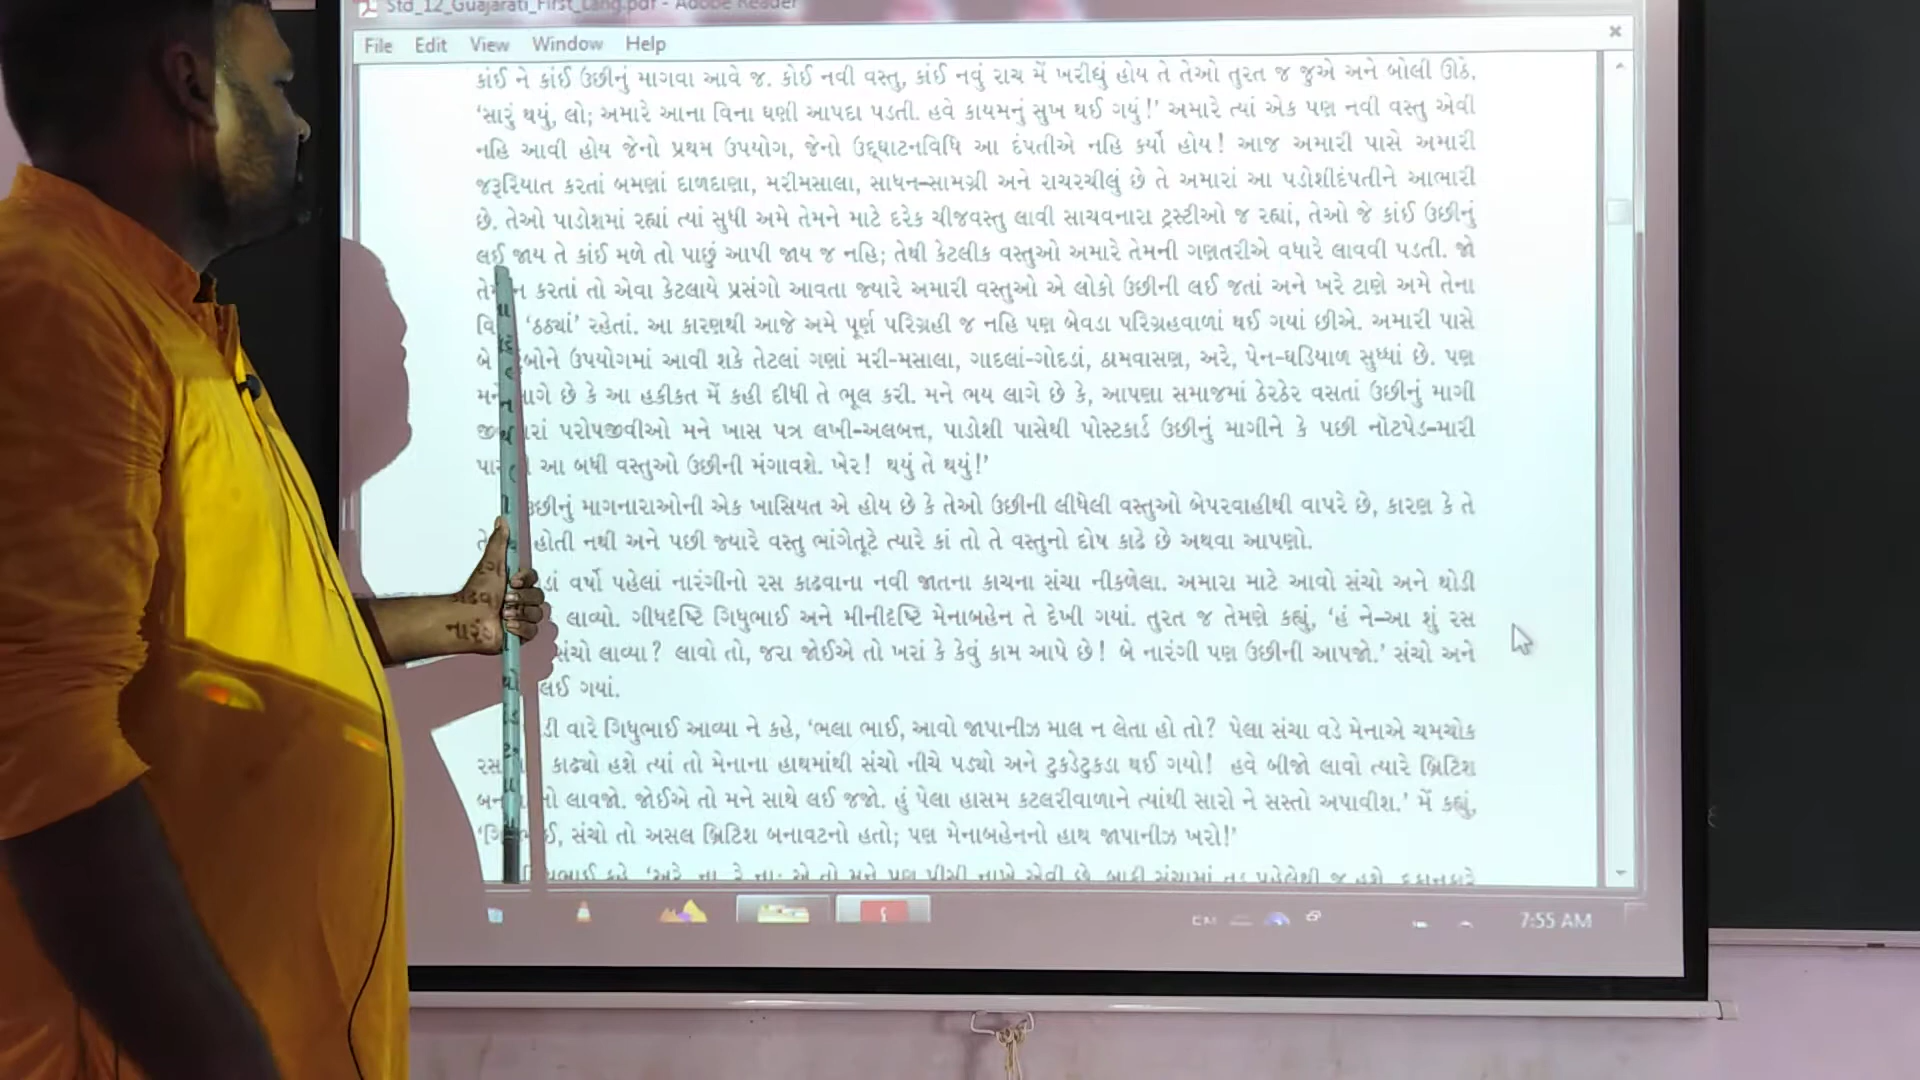 Std_12_Guajarati_First_Lang.pdf - Adobe Reader
File Edit View Window Help
કાંઈ ને કાંઈ ઉછીનું માગવા આવે જ. કોઈ નવી વસ્તુ, કાંઈ નવું રાચ મેં ખરીદ્યું હોય તે તેઓ તુરત જ જુએ અને બોલી ઊઠે,
‘સારું થયું, લો; અમારે આના વિના ઘણી આપદા પડતી. હવે કાયમનું સુખ થઈ ગયું!’ અમારે ત્યાં એક પણ નવી વસ્તુ એવી
નહિ આવી હોય જેનો પ્રથમ ઉપયોગ, જેનો ઉદ્‌ઘાટનવિધિ આ દંપતીએ નહિ કર્યો હોય! આજ અમારી પાસે અમારી
જરૂરિયાત કરતાં બમણાં દાળદાણા, મરીમસાલા, સાધન-સામગ્રી અને રાચરચીલું છે તે અમારાં આ પડોશીદંપતીને આભારી
છે. તેઓ પાડોશમાં રહ્યાં ત્યાં સુધી અમે તેમને માટે દરેક ચીજવસ્તુ લાવી સાચવનારા ટ્રસ્ટીઓ જ રહ્યાં, તેઓ જે કાંઈ ઉછીનું
લઈ જાય તે કાંઈ મળે તો પાછું આપી જાય જ નહિ; તેથી કેટલીક વસ્તુઓ અમારે તેમની ગણતરીએ વધારે લાવવી પડતી. જો
ન કરતાં તો એવા કેટલાયે પ્રસંગો આવતા જ્યારે અમારી વસ્તુઓ એ લોકો ઉછીની લઈ જતાં અને ખરે ટાણે અમે તેના
‘ઠઠ્યાં’ રહેતાં. આ કારણથી આજે અમે પૂર્ણ પરિગ્રહી જ નહિ પણ બેવડા પરિગ્રહવાળાં થઈ ગયાં છીએ. અમારી પાસે
બે ઉપયોગમાં આવી શકે તેટલાં ગણાં મરી-મસાલા, ગાદલાં-ગોદડાં, ઠામવાસણ, અરે, પેન-ઘડિયાળ સુધ્ધાં છે. પણ
છે કે આ હકીકત મેં કહી દીધી તે ભૂલ કરી. મને ભય લાગે છે કે, આપણા સમાજમાં ઠેરઠેર વસતાં ઉછીનું માગી
પરોપજીવીઓ મને ખાસ પત્ર લખી-અલબત્ત, પાડોશી પાસેથી પોસ્ટકાર્ડ ઉછીનું માગીને કે પછી નૉટપેડ-મારી
આ બધી વસ્તુઓ ઉછીની મંગાવશે. ખેર! થયું તે થયું!’
ઉછીનું માગનારાઓની એક ખાસિયત એ હોય છે કે તેઓ ઉછીની લીધેલી વસ્તુઓ બેપરવાહીથી વાપરે છે, કારણ કે તે
હોતી નથી અને પછી જ્યારે વસ્તુ ભાંગેતૂટે ત્યારે કાં તો તે વસ્તુનો દોષ કાઢે છે અથવા આપણો.
વર્ષો પહેલાં નારંગીનો રસ કાઢવાના નવી જાતના કાચના સંચા નીકળેલા. અમારા માટે આવો સંચો અને થોડી
લાવ્યો. ગીધદૃષ્ટિ ગિધુભાઈ અને મીનીદૃષ્ટિ મેનાબહેન તે દેખી ગયાં. તુરત જ તેમણે કહ્યું, ‘હં ને-આ શું રસ
સંચો લાવ્યા? લાવો તો, જરા જોઈએ તો ખરાં કે કેવું કામ આપે છે! બે નારંગી પણ ઉછીની આપજો.’ સંચો અને
લઈ ગયાં.
વારે ગિધુભાઈ આવ્યા ને કહે, ‘ભલા ભાઈ, આવો જાપાનીઝ માલ ન લેતા હો તો? પેલા સંચા વડે મેનાએ ચમચોક
રસ કાઢ્યો હશે ત્યાં તો મેનાના હાથમાંથી સંચો નીચે પડ્યો અને ટુકડેટુકડા થઈ ગયો! હવે બીજો લાવો ત્યારે બ્રિટિશ
લાવજો. જોઈએ તો મને સાથે લઈ જજો. હું પેલા હાસમ કટલરીવાળાને ત્યાંથી સારો ને સસ્તો અપાવીશ.’ મેં કહ્યું,
સંચો તો અસલ બ્રિટિશ બનાવટનો હતો; પણ મેનાબહેનનો હાથ જાપાનીઝ ખરો!’
7:55 AM